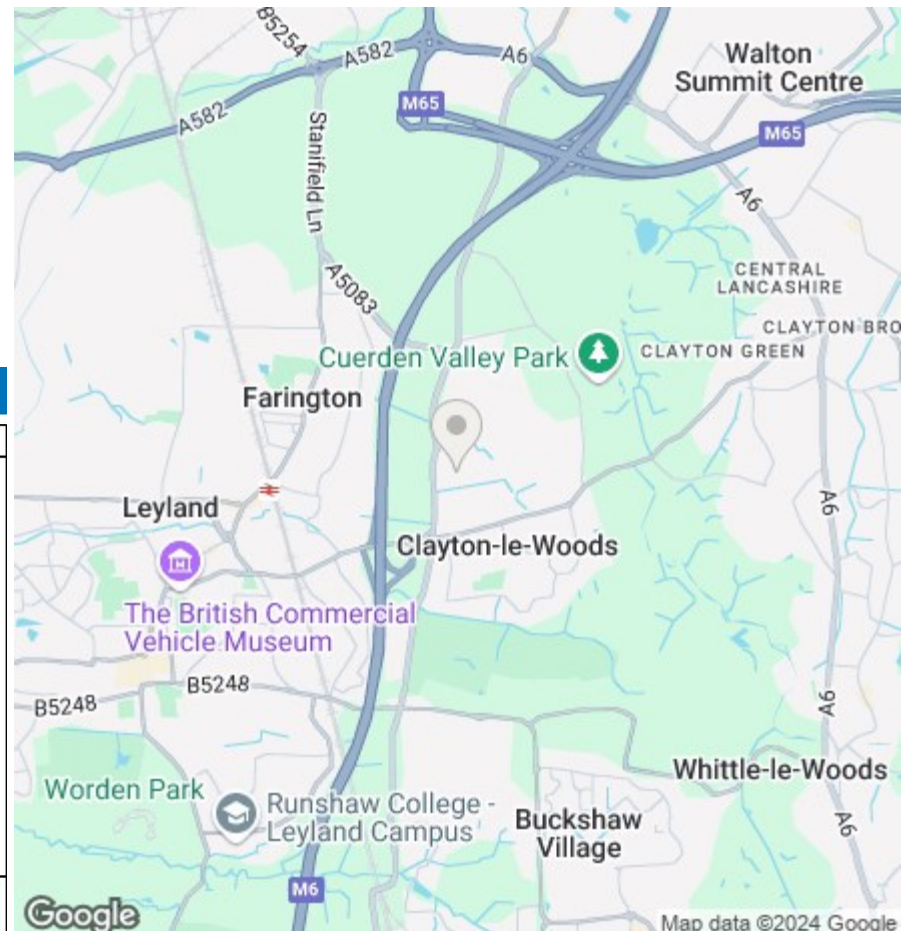 B5254
A582
A6
Walton
Summit Centre
M65
M65
A582
Stanifield Ln
A6
A5083
CENTRAL
LANCASHIRE
CLAYTON BRO
Cuerden Valley Park
CLAYTON GREEN
Farington
Leyland
A6
Clayton-le-Woods
The British Commercial
Vehicle Museum
B5248
B5248
A6
Whittle-le-Woods
Worden Park
Runshaw College -
Leyland Campus
Buckshaw
Village
A6
M6
Google
Map data ©2024 Google